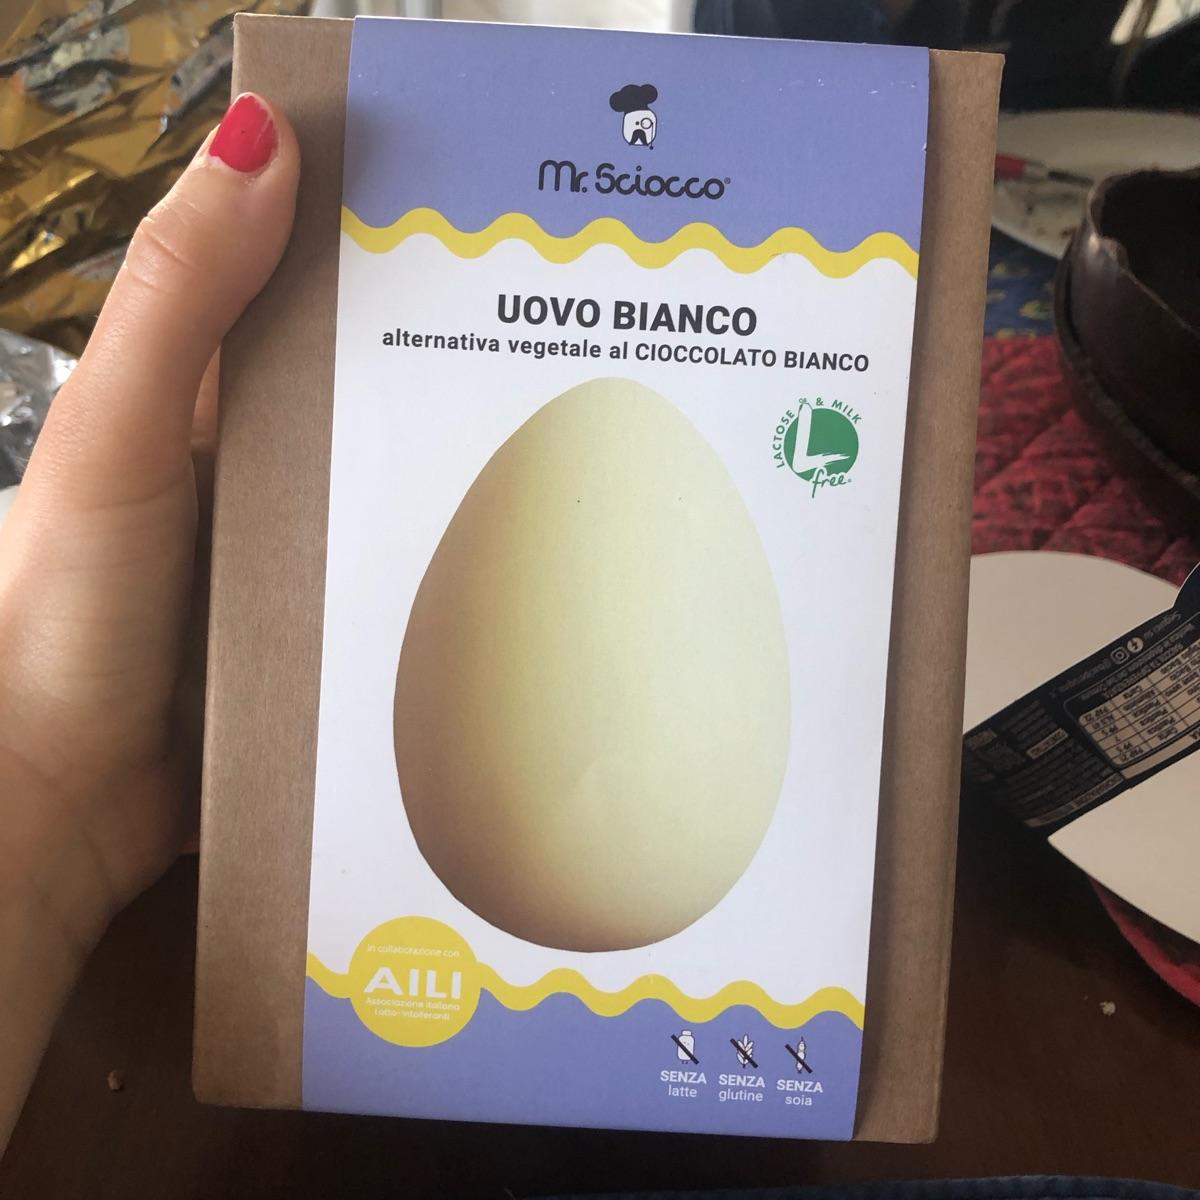 Mr. Sciocco®
UOVO BIANCO
alternativa vegetale al CIOCCOLATO BIANCO
LACTOSE & MILK
free
in collaborazione con
AILI
Associazione Italiana
Latto-Intolleranti
SENZA
latte
SENZA
glutine
SENZA
soia